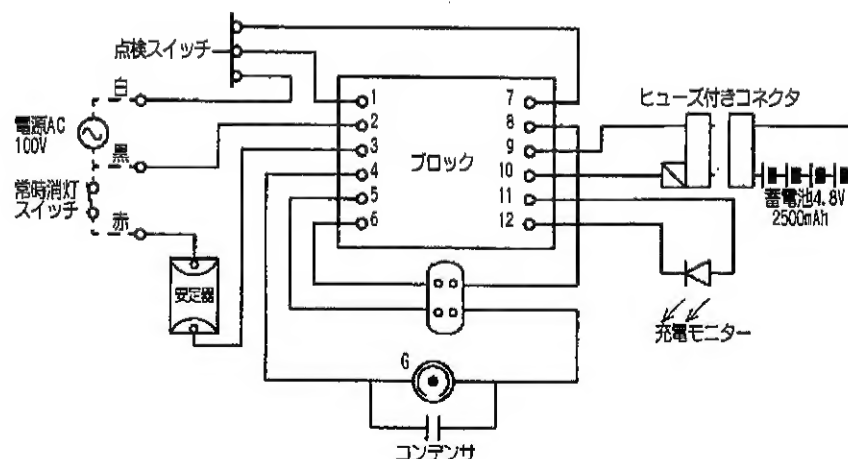 点検スイッチ
白
電源AC
100V
黒
常時消灯
スイッチ
赤
安定器
1
2
3
4
5
6
ブロック
7
8
9
10
11
12
ヒューズ付きコネクタ
蓄電池4.8V
2500mAh
充電モニター
G
コンデンサ